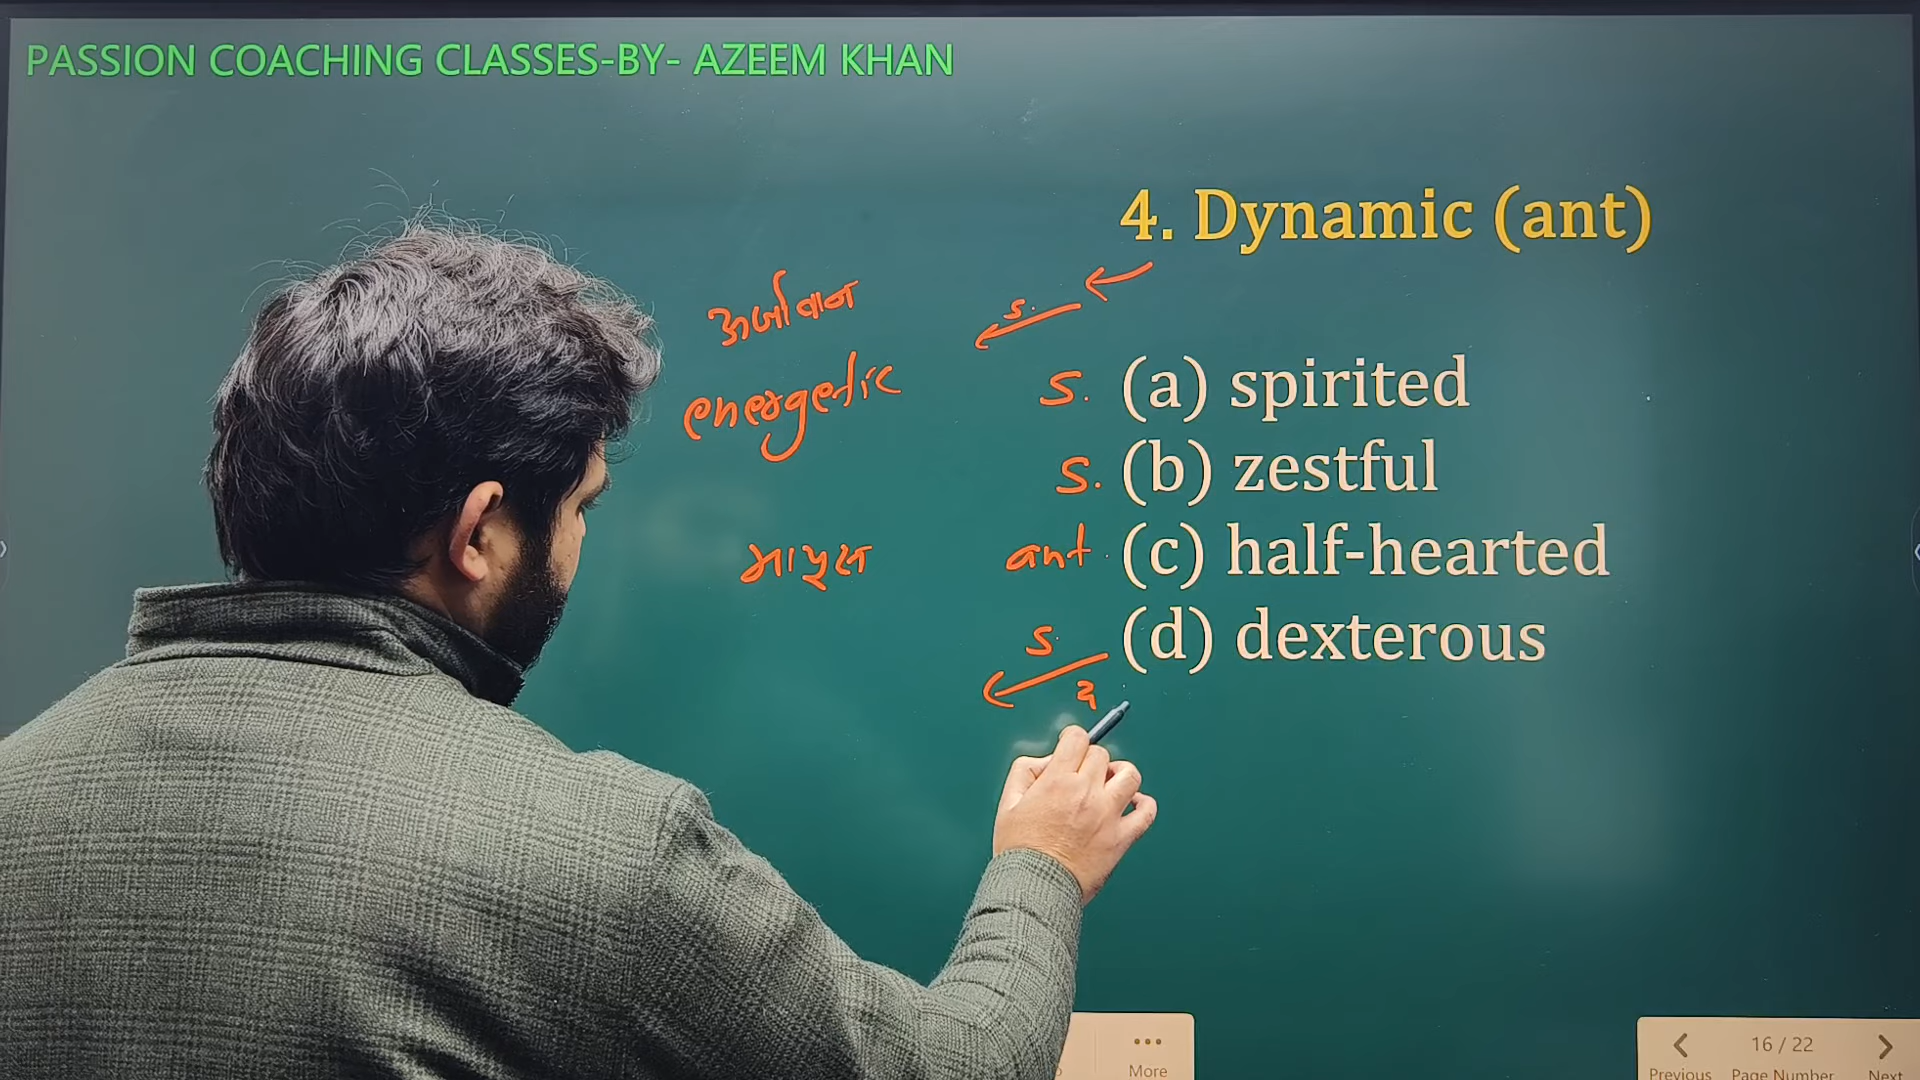 PASSION COACHING CLASSES-BY- AZEEM KHAN
4. Dynamic (ant)
ऊर्जावान
s.
energetic
s. (a) spirited
s. (b) zestful
मायूस
ant (c) half-hearted
s (d) dexterous
द
More
16 / 22
Previous Page Number Next